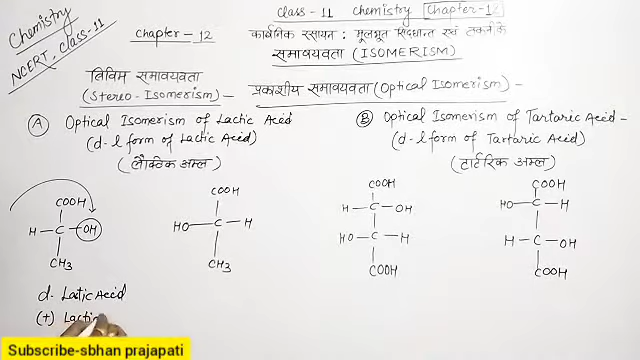 Chemistry
NCERT, Class-11
Class-11 Chemistry [Chapter-12]
Chapter-12
कार्बनिक रसायन : मूलभूत सिद्धान्त एवं तकनीकें
समावयवता (ISOMERISM)
त्रिविम समावयवता
(Stereo-Isomerism)
प्रकाशीय समावयवता (Optical Isomerism) -
(A) Optical Isomerism of Lactic Acid
(d-l form of Lactic Acid)
(लैक्टिक अम्ल)
(B) Optical Isomerism of Tartaric Acid -
(d-l form of Tartaric Acid)
(टार्टरिक अम्ल)
COOH
H-C-OH
CH3
COOH
HO-C-H
CH3
COOH
H-C-OH
HO-C-H
COOH
COOH
HO-C-H
H-C-OH
COOH
d- Lactic Acid
(+) Lacti
Subscribe-sbhan prajapati